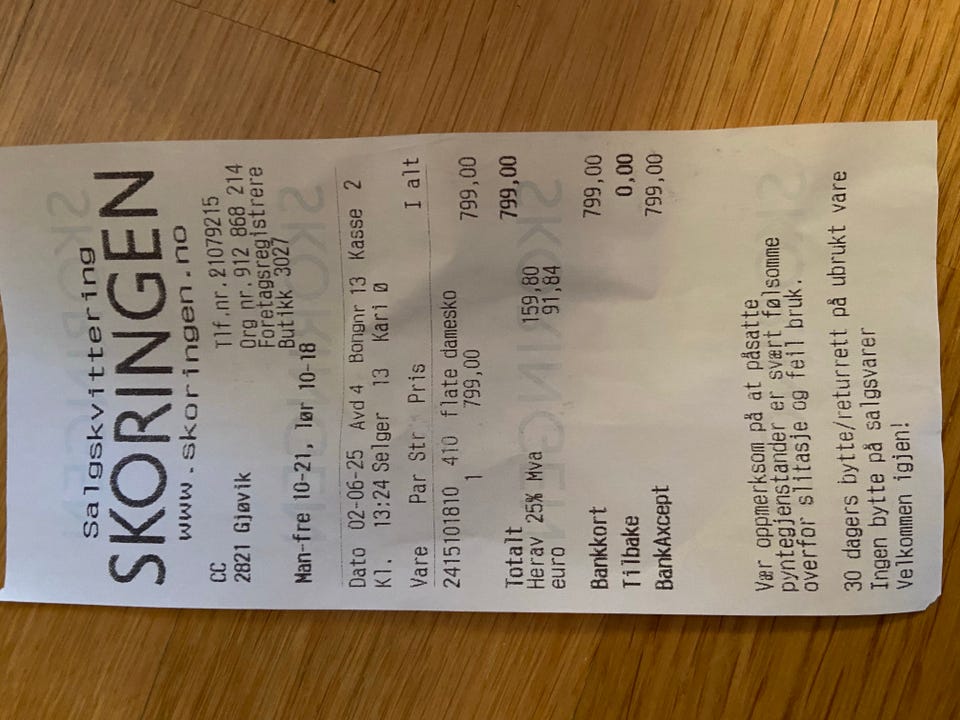 Salgskvittering
SKORINGEN
www.skoringen.no
Tlf.nr. 21079215
CC Org nr. 912 868 214
2821 Gjøvik Foretagsregistrere
Butikk 3027
Man-fre 10-21, lør 10-18
Dato 02-06-25 Avd 4 Bongnr 13 Kasse 2
Kl. 13:24 Selger 13 Kari Ø
Vare Par Str Pris I alt
2415101810 410 flate damesko
1 799,00 799,00
Totalt 799,00
Herav 25% Mva 159,80
euro 91,84
Bankkort 799,00
Tilbake 0,00
BankAxcept 799,00
Vær oppmerksom på at påsatte
pyntegjenstander er svært følsomme
overfor slitasje og feil bruk.
30 dagers bytte/returrett på ubrukt vare
Ingen bytte på salgsvarer
Velkommen igjen!